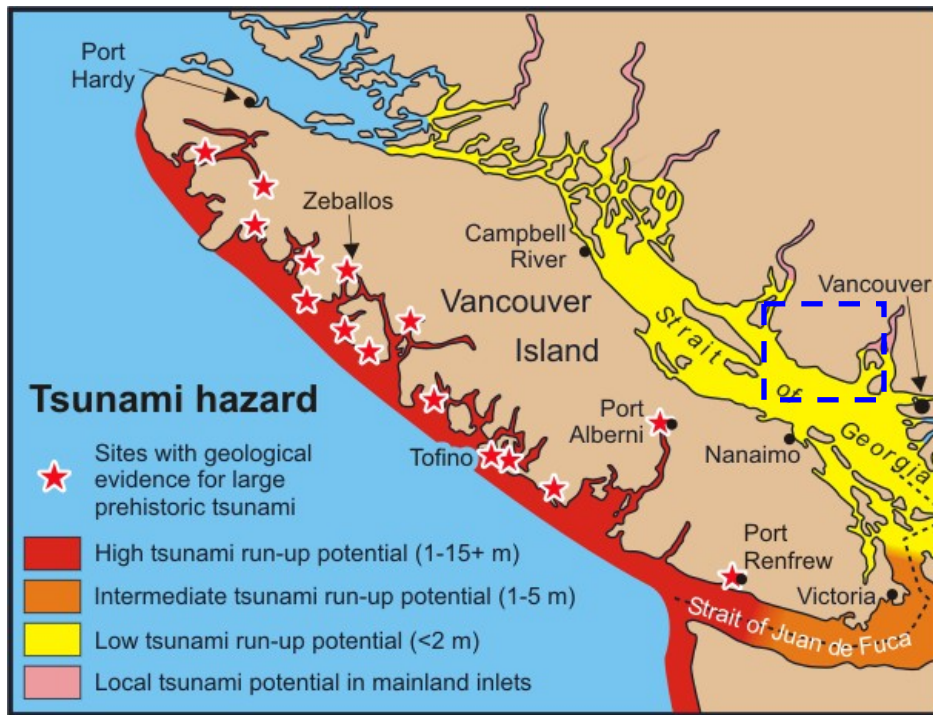 Port
Hardy
Zeballos
Campbell
River
Vancouver
Vancouver
Island
Strait of Georgia
Tsunami hazard
Port
Alberni
Nanaimo
Tofino
Sites with geological
evidence for large
prehistoric tsunami
High tsunami run-up potential (1-15+ m)
Intermediate tsunami run-up potential (1-5 m)
Low tsunami run-up potential (<2 m)
Local tsunami potential in mainland inlets
Port
Renfrew
Victoria
Strait of Juan de Fuca